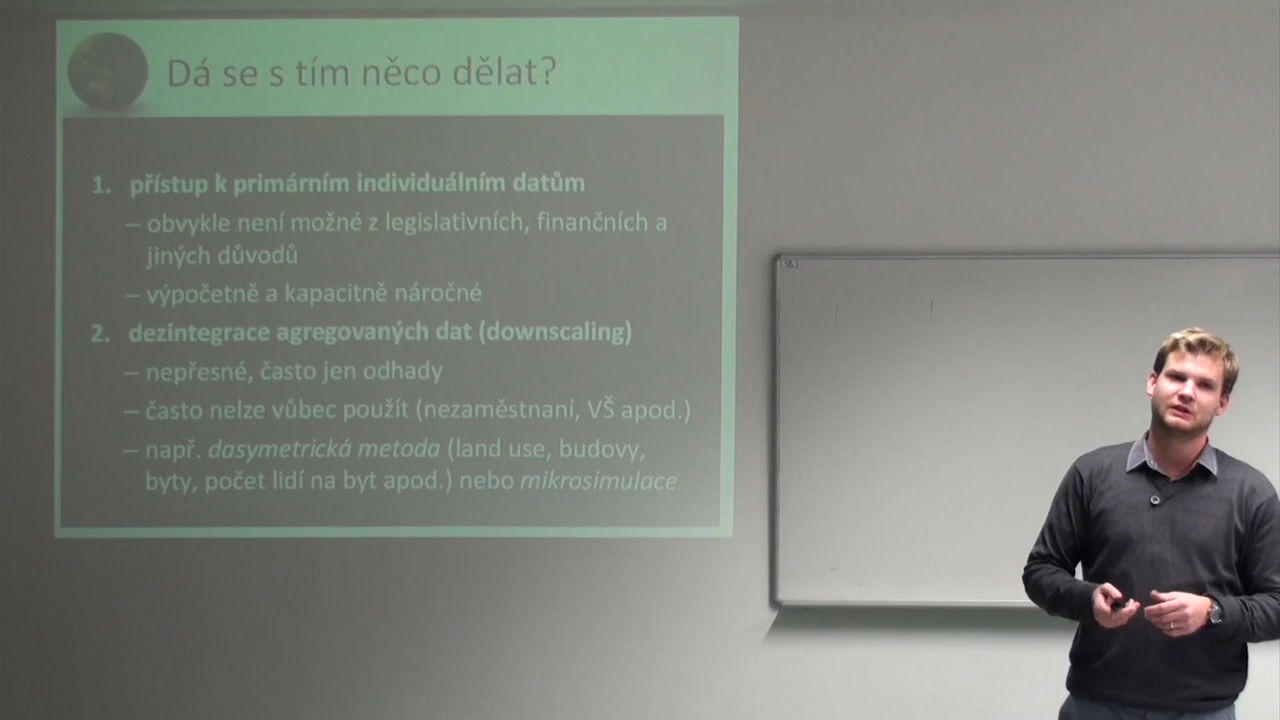 Dá se s tím něco dělat?
1. přístup k primárním individuálním datům
– obvykle není možné z legislativních, finančních a
jiných důvodů
– výpočetně a kapacitně náročné
2. dezintegrace agregovaných dat (downscaling)
– nepřesné, často jen odhady
– často nelze vůbec použít (nezaměstnaní, VŠ apod.)
– např. dasymetrická metoda (land use, budovy,
byty, počet lidí na byt apod.) nebo mikrosimulace